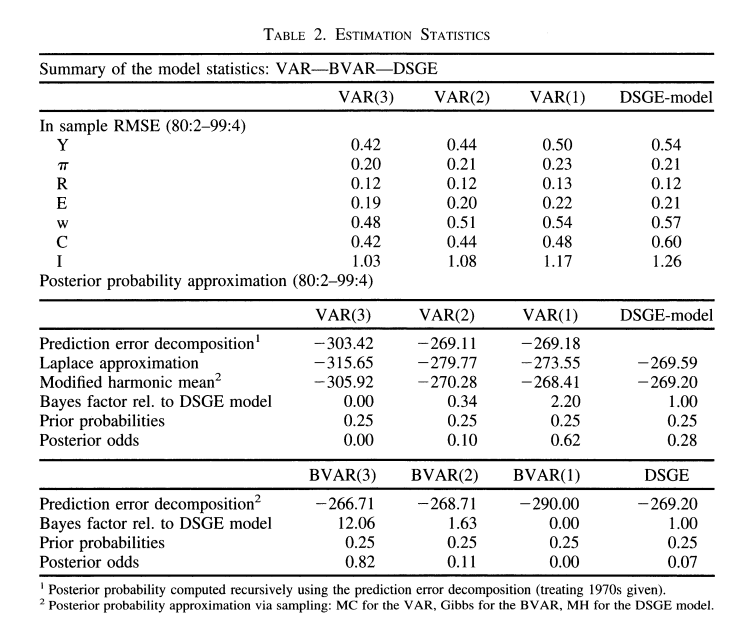 TABLE 2. ESTIMATION STATISTICS
Summary of the model statistics: VAR—BVAR—DSGE
VAR(3) VAR(2) VAR(1) DSGE-model
In sample RMSE (80:2–99:4)
Y 0.42 0.44 0.50 0.54
π 0.20 0.21 0.23 0.21
R 0.12 0.12 0.13 0.12
E 0.19 0.20 0.22 0.21
w 0.48 0.51 0.54 0.57
C 0.42 0.44 0.48 0.60
I 1.03 1.08 1.17 1.26
Posterior probability approximation (80:2–99:4)
VAR(3) VAR(2) VAR(1) DSGE-model
Prediction error decomposition¹ −303.42 −269.11 −269.18
Laplace approximation −315.65 −279.77 −273.55 −269.59
Modified harmonic mean² −305.92 −270.28 −268.41 −269.20
Bayes factor rel. to DSGE model 0.00 0.34 2.20 1.00
Prior probabilities 0.25 0.25 0.25 0.25
Posterior odds 0.00 0.10 0.62 0.28
BVAR(3) BVAR(2) BVAR(1) DSGE
Prediction error decomposition² −266.71 −268.71 −290.00 −269.20
Bayes factor rel. to DSGE model 12.06 1.63 0.00 1.00
Prior probabilities 0.25 0.25 0.25 0.25
Posterior odds 0.82 0.11 0.00 0.07
¹ Posterior probability computed recursively using the prediction error decomposition (treating 1970s given).
² Posterior probability approximation via sampling: MC for the VAR, Gibbs for the BVAR, MH for the DSGE model.